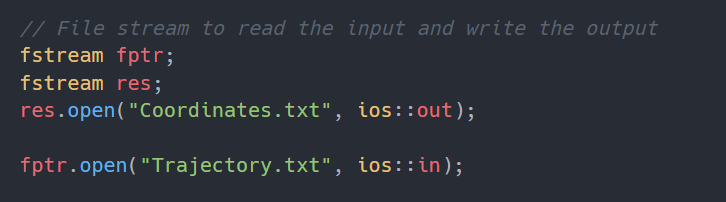 // File stream to read the input and write the output
fstream fptr;
fstream res;
res.open("Coordinates.txt", ios::out);
fptr.open("Trajectory.txt", ios::in);